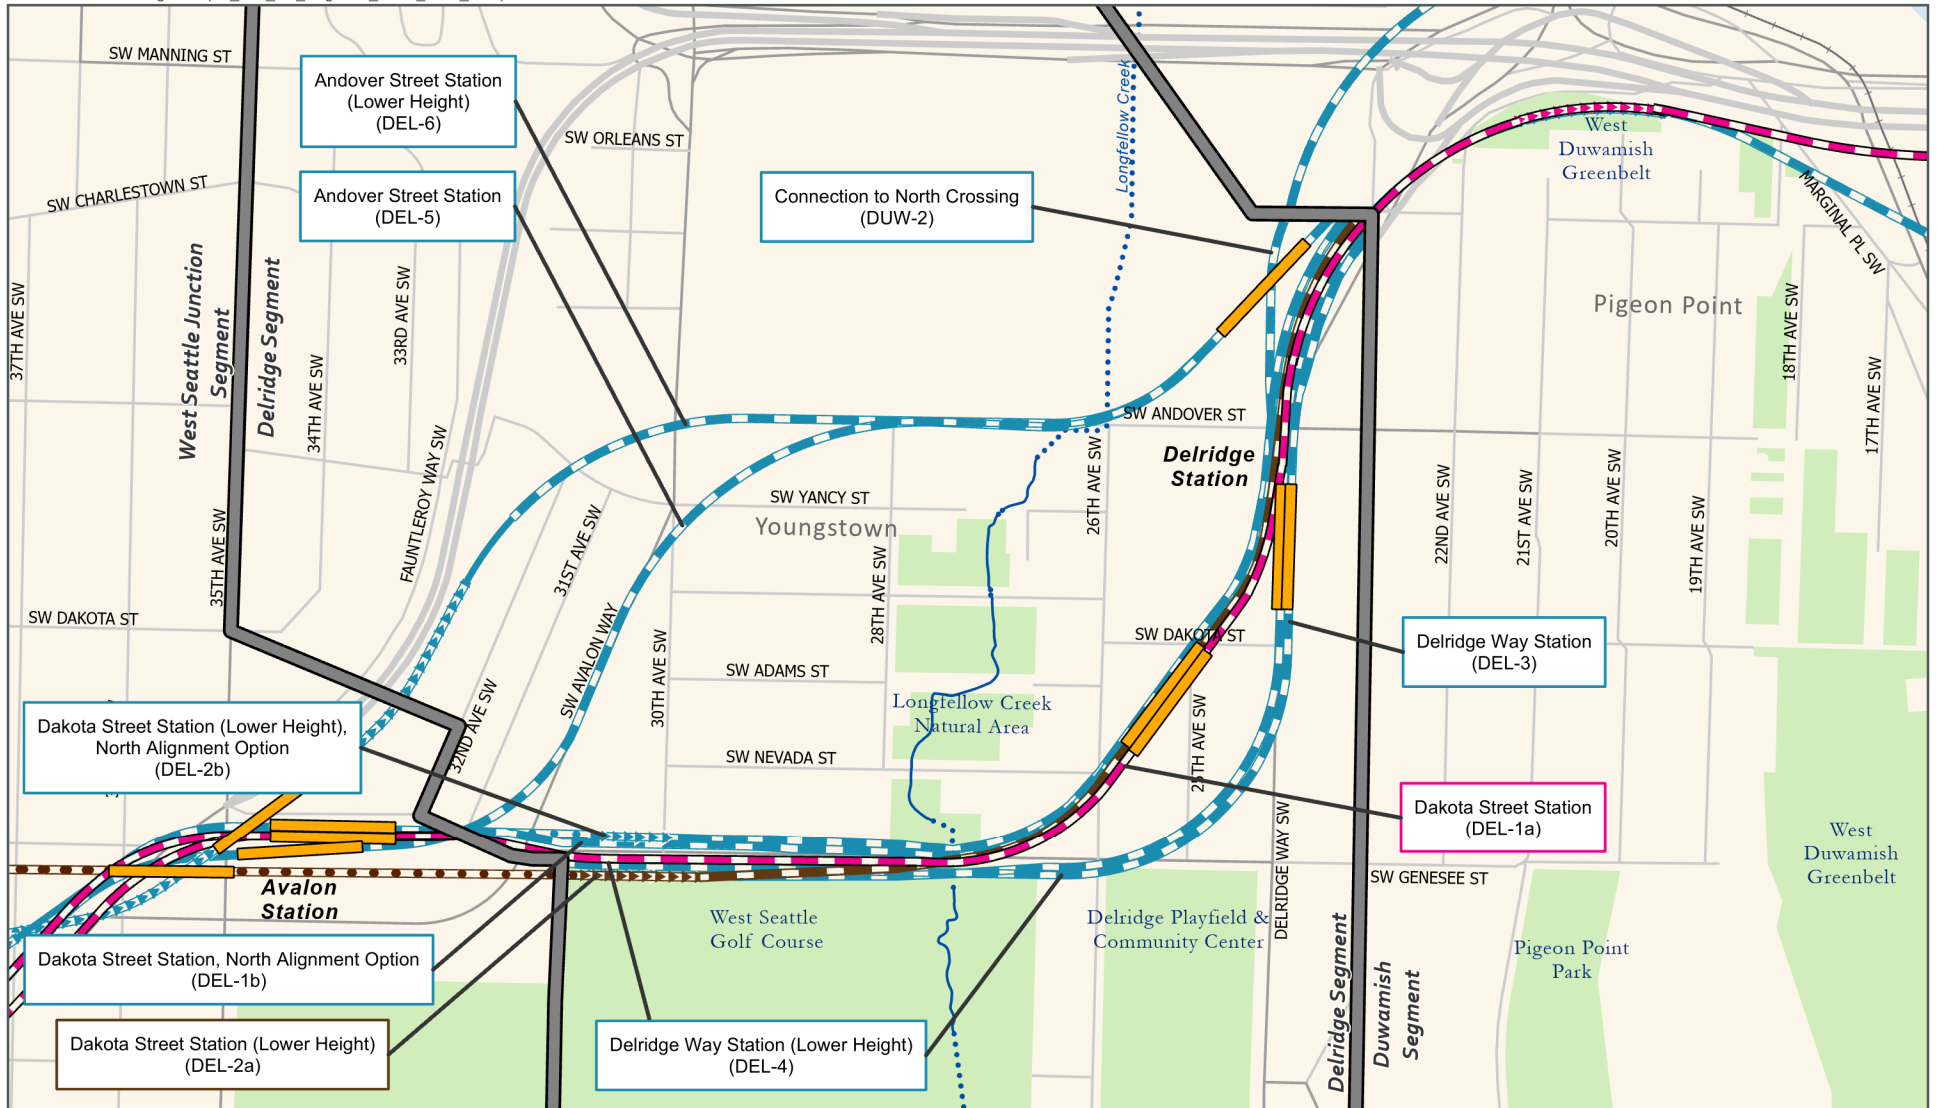 SW MANNING ST
Andover Street Station
(Lower Height)
(DEL-6)
SW ORLEANS ST
Longfellow Creek
West
Duwamish
Greenbelt
SW CHARLESTOWN ST
Andover Street Station
(DEL-5)
Connection to North Crossing
(DUW-2)
MARGINAL PL SW
West Seattle Junction
Segment
Delridge Segment
37TH AVE SW
34TH AVE SW
33RD AVE SW
Pigeon Point
18TH AVE SW
17TH AVE SW
SW ANDOVER ST
Delridge
Station
FAUNTLEROY WAY SW
35TH AVE SW
31ST AVE SW
SW YANCY ST
Youngstown
26TH AVE SW
22ND AVE SW
21ST AVE SW
20TH AVE SW
19TH AVE SW
28TH AVE SW
SW DAKOTA ST
SW DAKOTA ST
Delridge Way Station
(DEL-3)
SW AVALON WAY
30TH AVE SW
SW ADAMS ST
Longfellow Creek
Natural Area
Dakota Street Station (Lower Height),
North Alignment Option
(DEL-2b)
32ND AVE SW
SW NEVADA ST
25TH AVE SW
Dakota Street Station
(DEL-1a)
DELRIDGE WAY SW
West
Duwamish
Greenbelt
Avalon
Station
SW GENESEE ST
West Seattle
Golf Course
Delridge Playfield &
Community Center
Pigeon Point
Park
Dakota Street Station, North Alignment Option
(DEL-1b)
Dakota Street Station (Lower Height)
(DEL-2a)
Delridge Way Station (Lower Height)
(DEL-4)
Delridge Segment
Duwamish
Segment